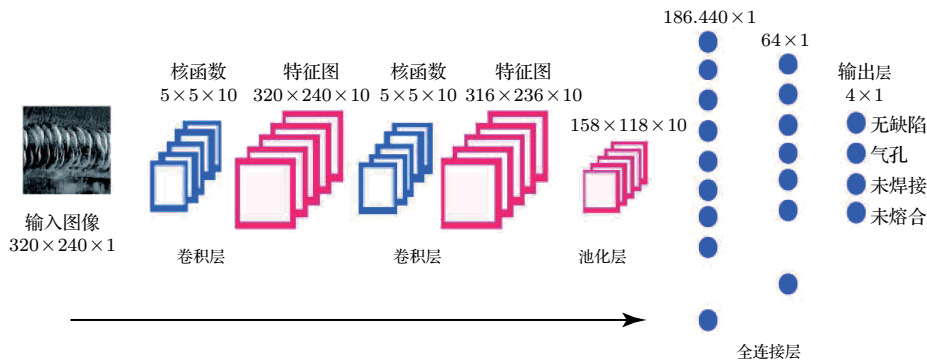 186.440×1
64×1
核函数
5×5×10
特征图
320×240×10
核函数
5×5×10
特征图
316×236×10
158×118×10
输出层
4×1
无缺陷
气孔
未焊接
未熔合
输入图像
320×240×1
卷积层
卷积层
池化层
全连接层